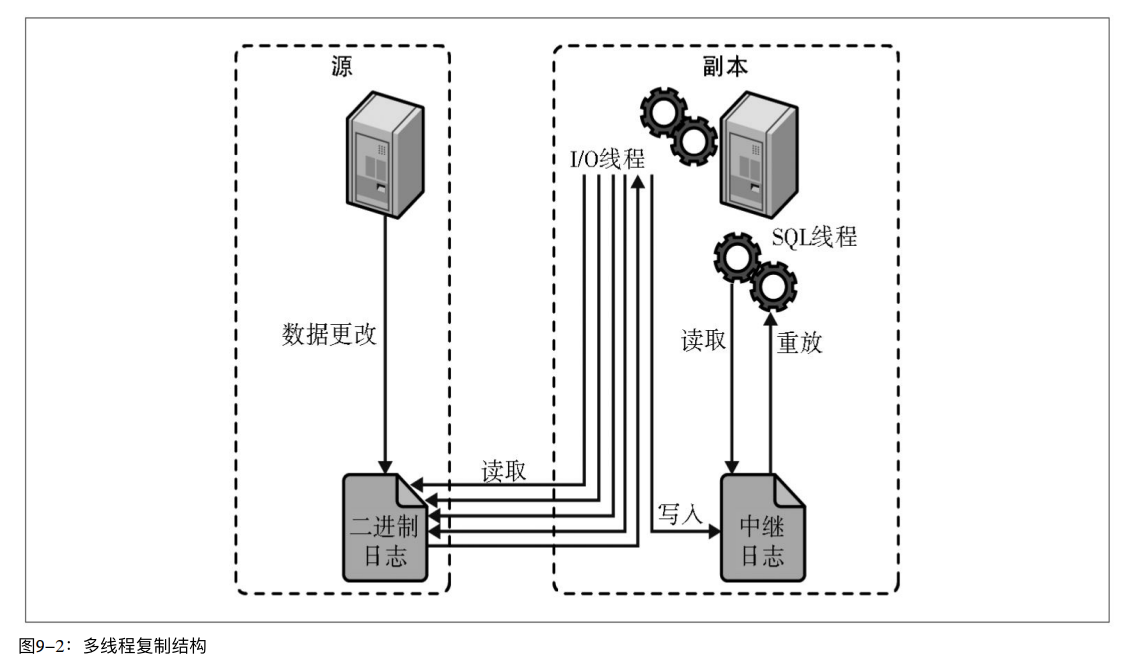 源
副本
I/O线程
SQL线程
数据更改
读取
重放
读取
写入
二进制
日志
中继
日志
图9-2：多线程复制结构